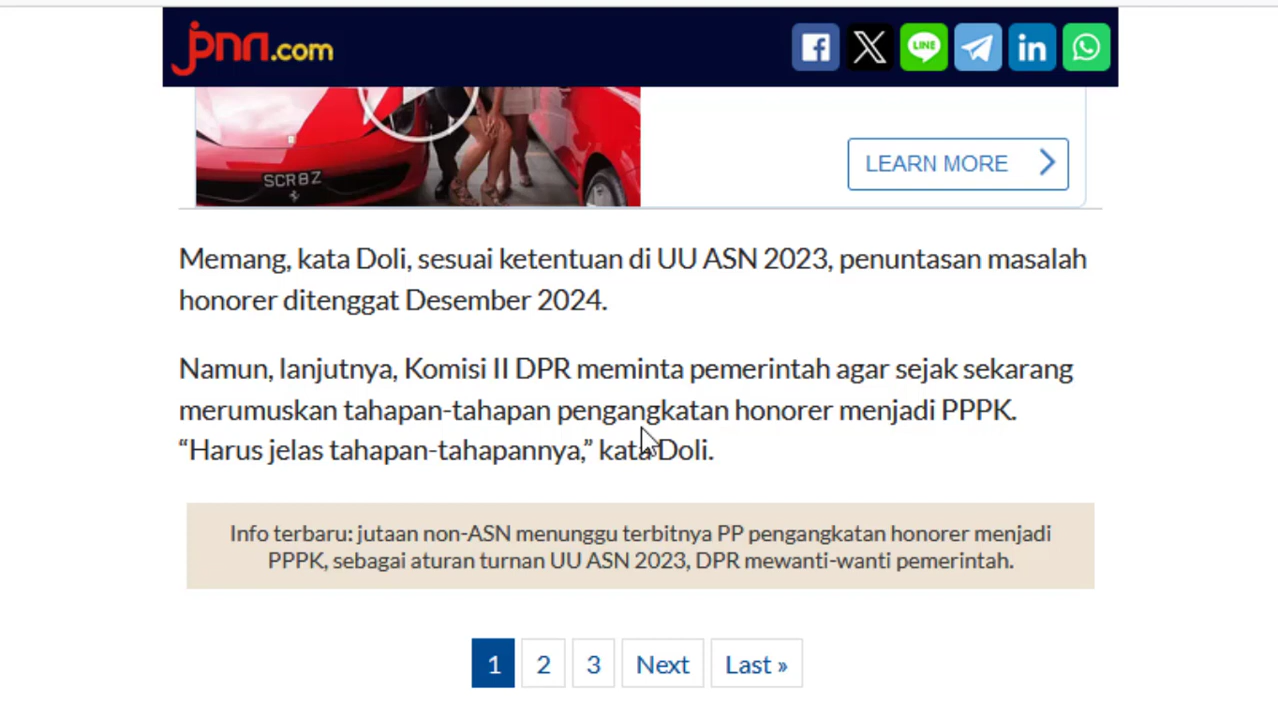 jpnn.com
LINE
in
SCR8Z
LEARN MORE
Memang, kata Doli, sesuai ketentuan di UU ASN 2023, penuntasan masalah
honorer ditenggat Desember 2024.
Namun, lanjutnya, Komisi II DPR meminta pemerintah agar sejak sekarang
merumuskan tahapan-tahapan pengangkatan honorer menjadi PPPK.
“Harus jelas tahapan-tahapannya,” kata Doli.
Info terbaru: jutaan non-ASN menunggu terbitnya PP pengangkatan honorer menjadi
PPPK, sebagai aturan turnan UU ASN 2023, DPR mewanti-wanti pemerintah.
1 2 3 Next Last »